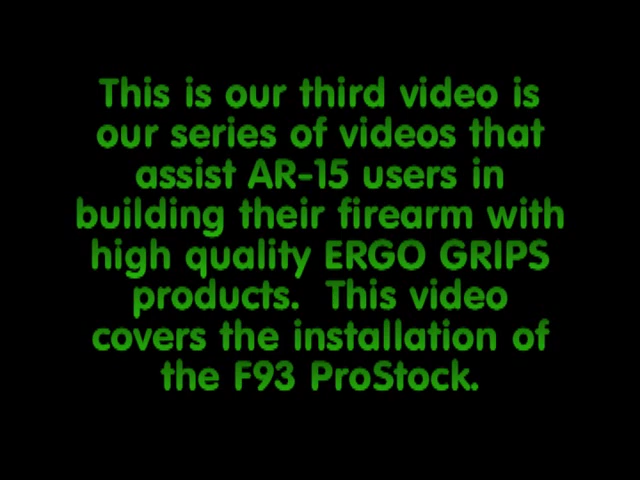 This is our third video is
our series of videos that
assist AR-15 users in
building their firearm with
high quality ERGO GRIPS
products.  This video
covers the installation of
the F93 ProStock.